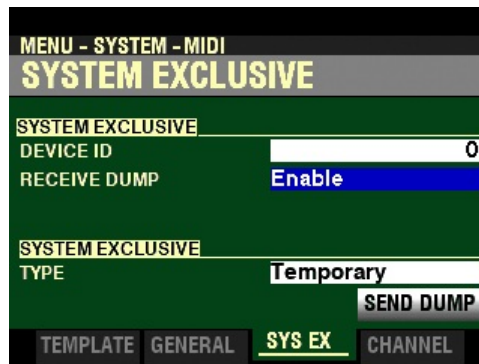 MENU - SYSTEM - MIDI
SYSTEM EXCLUSIVE
SYSTEM EXCLUSIVE
DEVICE ID 0
RECEIVE DUMP Enable
SYSTEM EXCLUSIVE
TYPE Temporary
SEND DUMP
TEMPLATE GENERAL SYS EX CHANNEL